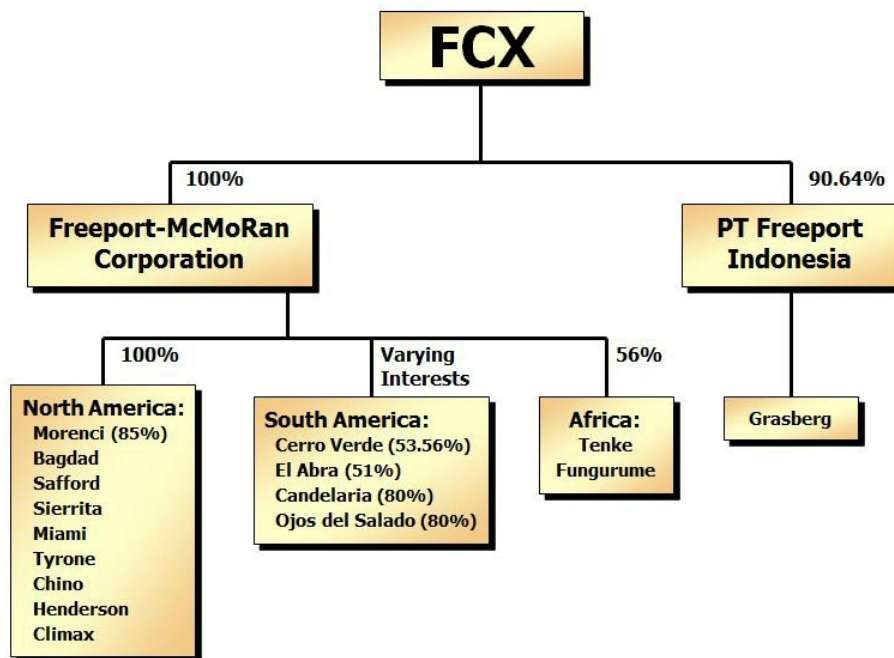 FCX
100%
90.64%
Freeport-McMoRan
Corporation
PT Freeport
Indonesia
100%
Varying
Interests
56%
North America:
Morenci (85%)
Bagdad
Safford
Sierrita
Miami
Tyrone
Chino
Henderson
Climax
South America:
Cerro Verde (53.56%)
El Abra (51%)
Candelaria (80%)
Ojos del Salado (80%)
Africa:
Tenke
Fungurume
Grasberg